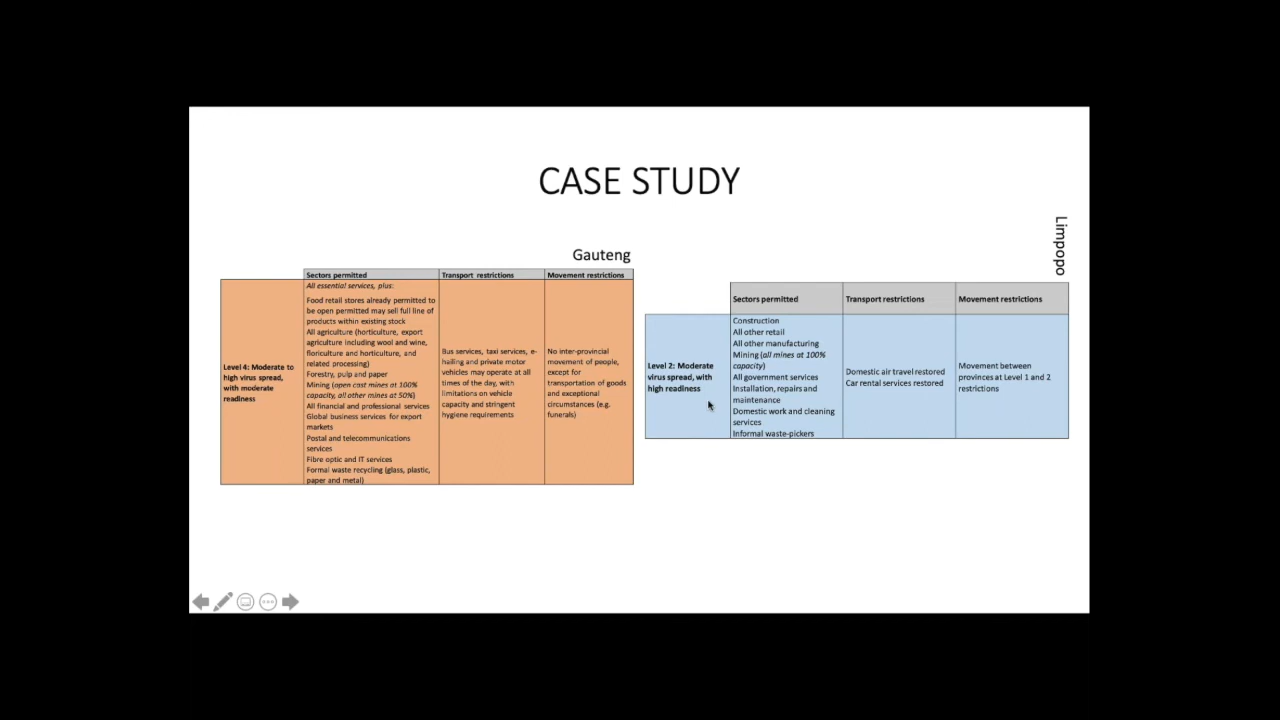 CASE STUDY
Limpopo
Gauteng
Sectors permitted
Transport restrictions
Movement restrictions
Level 4: Moderate to
high virus spread,
with moderate
readiness
All essential services, plus:
Food retail stores already permitted to
be open permitted may sell full line of
products within existing stock
All agriculture (horticulture, export
agriculture including wool and wine,
floriculture and horticulture, and
related processing)
Forestry, pulp and paper
Mining (open cast mines at 100%
capacity, all other mines at 50%)
All financial and professional services
Global business services for export
markets
Postal and telecommunications
services
Fibre optic and IT services
Formal waste recycling (glass, plastic,
paper and metal)
Bus services, taxi services, e-
hailing and private motor
vehicles may operate at all
times of the day, with
limitations on vehicle
capacity and stringent
hygiene requirements
No inter-provincial
movement of people,
except for
transportation of goods
and exceptional
circumstances (e.g.
funerals)
Sectors permitted
Transport restrictions
Movement restrictions
Level 2: Moderate
virus spread, with
high readiness
Construction
All other retail
All other manufacturing
Mining (all mines at 100%
capacity)
All government services
Installation, repairs and
maintenance
Domestic work and cleaning
services
Informal waste-pickers
Domestic air travel restored
Car rental services restored
Movement between
provinces at Level 1 and 2
restrictions